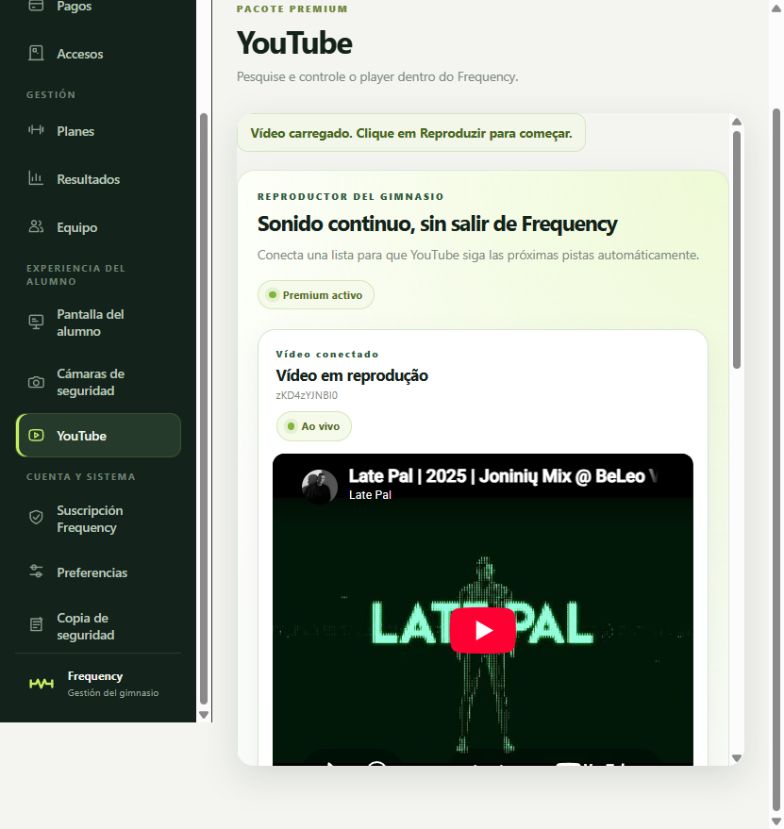 Pagos
Accesos
GESTIÓN
Planes
Resultados
Equipo
EXPERIENCIA DEL
ALUMNO
Pantalla del
alumno
Cámaras de
seguridad
YouTube
CUENTA Y SISTEMA
Suscripción
Frequency
Preferencias
Copia de
seguridad
Frequency
Gestión del gimnasio
PACOTE PREMIUM
YouTube
Pesquise e controle o player dentro do Frequency.
Vídeo carregado. Clique em Reproduzir para começar.
REPRODUCTOR DEL GIMNASIO
Sonido continuo, sin salir de Frequency
Conecta una lista para que YouTube siga las próximas pistas automáticamente.
Premium activo
Vídeo conectado
Vídeo em reprodução
zKD4zYJNBI0
Ao vivo
Late Pal | 2025 | Joninių Mix @ BeLeo
Late Pal
LATE PAL